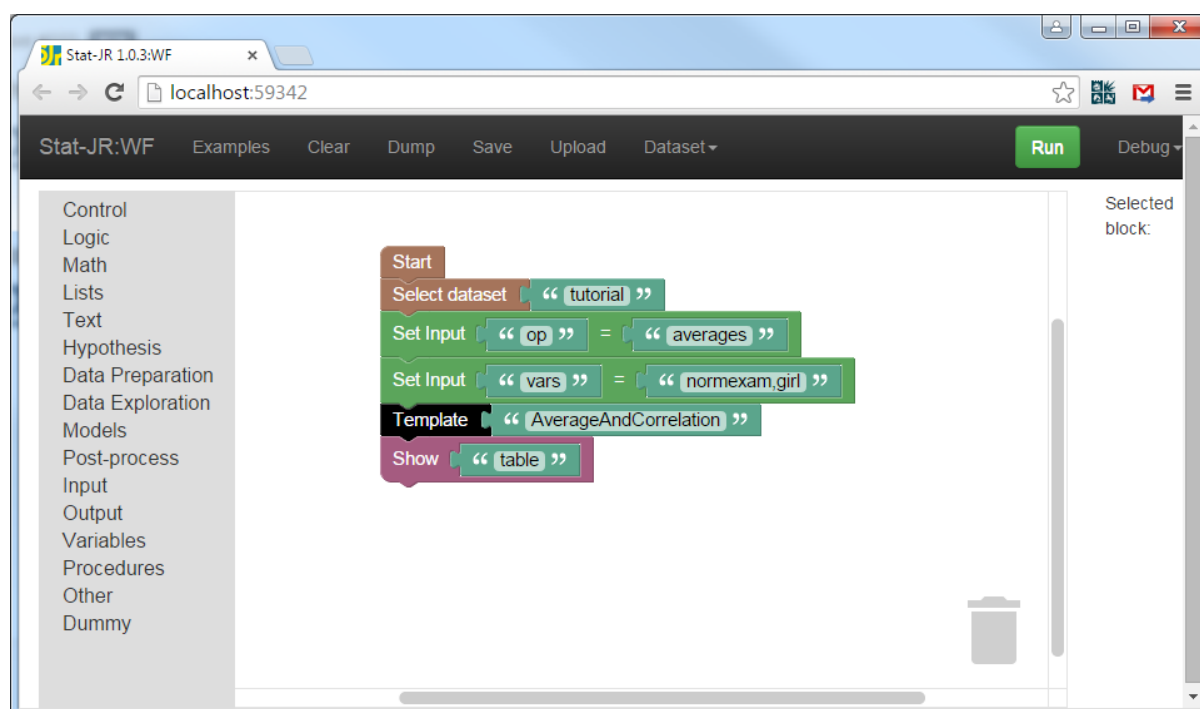 Stat-JR 1.0.3:WF
localhost:59342
Stat-JR:WF Examples Clear Dump Save Upload Dataset Run Debug
Control
Logic
Math
Lists
Text
Hypothesis
Data Preparation
Data Exploration
Models
Post-process
Input
Output
Variables
Procedures
Other
Dummy
Start
Select dataset “ tutorial ”
Set Input “ op ” = “ averages ”
Set Input “ vars ” = “ normexam,girl ”
Template “ AverageAndCorrelation ”
Show “ table ”
Selected
block: